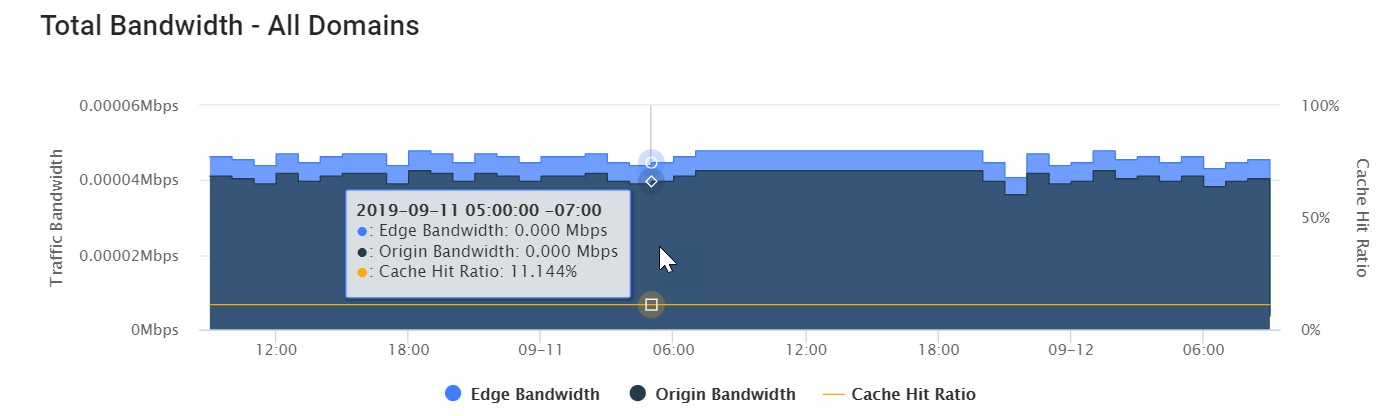 Total Bandwidth - All Domains
0.00006Mbps
100%
0.00004Mbps
50%
0.00002Mbps
0Mbps
0%
Traffic Bandwidth
Cache Hit Ratio
2019-09-11 05:00:00 -07:00
●: Edge Bandwidth: 0.000 Mbps
●: Origin Bandwidth: 0.000 Mbps
●: Cache Hit Ratio: 11.144%
12:00 18:00 09-11 06:00 12:00 18:00 09-12 06:00
Edge Bandwidth Origin Bandwidth Cache Hit Ratio